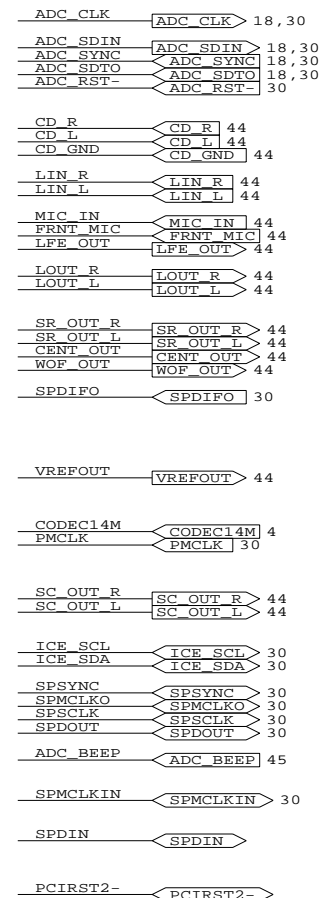 ADC_CLK ADC_CLK 18,30
ADC_SDIN ADC_SDIN 18,30
ADC_SYNC ADC_SYNC 18,30
ADC_SDTO ADC_SDTO 18,30
ADC_RST- ADC_RST- 30
CD_R CD_R 44
CD_L CD_L 44
CD_GND CD_GND 44
LIN_R LIN_R 44
LIN_L LIN_L 44
MIC_IN MIC_IN 44
FRNT_MIC FRNT_MIC 44
LFE_OUT LFE_OUT 44
LOUT_R LOUT_R 44
LOUT_L LOUT_L 44
SR_OUT_R SR_OUT_R 44
SR_OUT_L SR_OUT_L 44
CENT_OUT CENT_OUT 44
WOF_OUT WOF_OUT 44
SPDIFO SPDIFO 30
VREFOUT VREFOUT 44
CODEC14M CODEC14M 4
PMCLK PMCLK 30
SC_OUT_R SC_OUT_R 44
SC_OUT_L SC_OUT_L 44
ICE_SCL ICE_SCL 30
ICE_SDA ICE_SDA 30
SPSYNC SPSYNC 30
SPMCLKO SPMCLKO 30
SPSCLK SPSCLK 30
SPDOUT SPDOUT 30
ADC_BEEP ADC_BEEP 45
SPMCLKIN SPMCLKIN 30
SPDIN SPDIN
PCIRST2- PCIRST2-